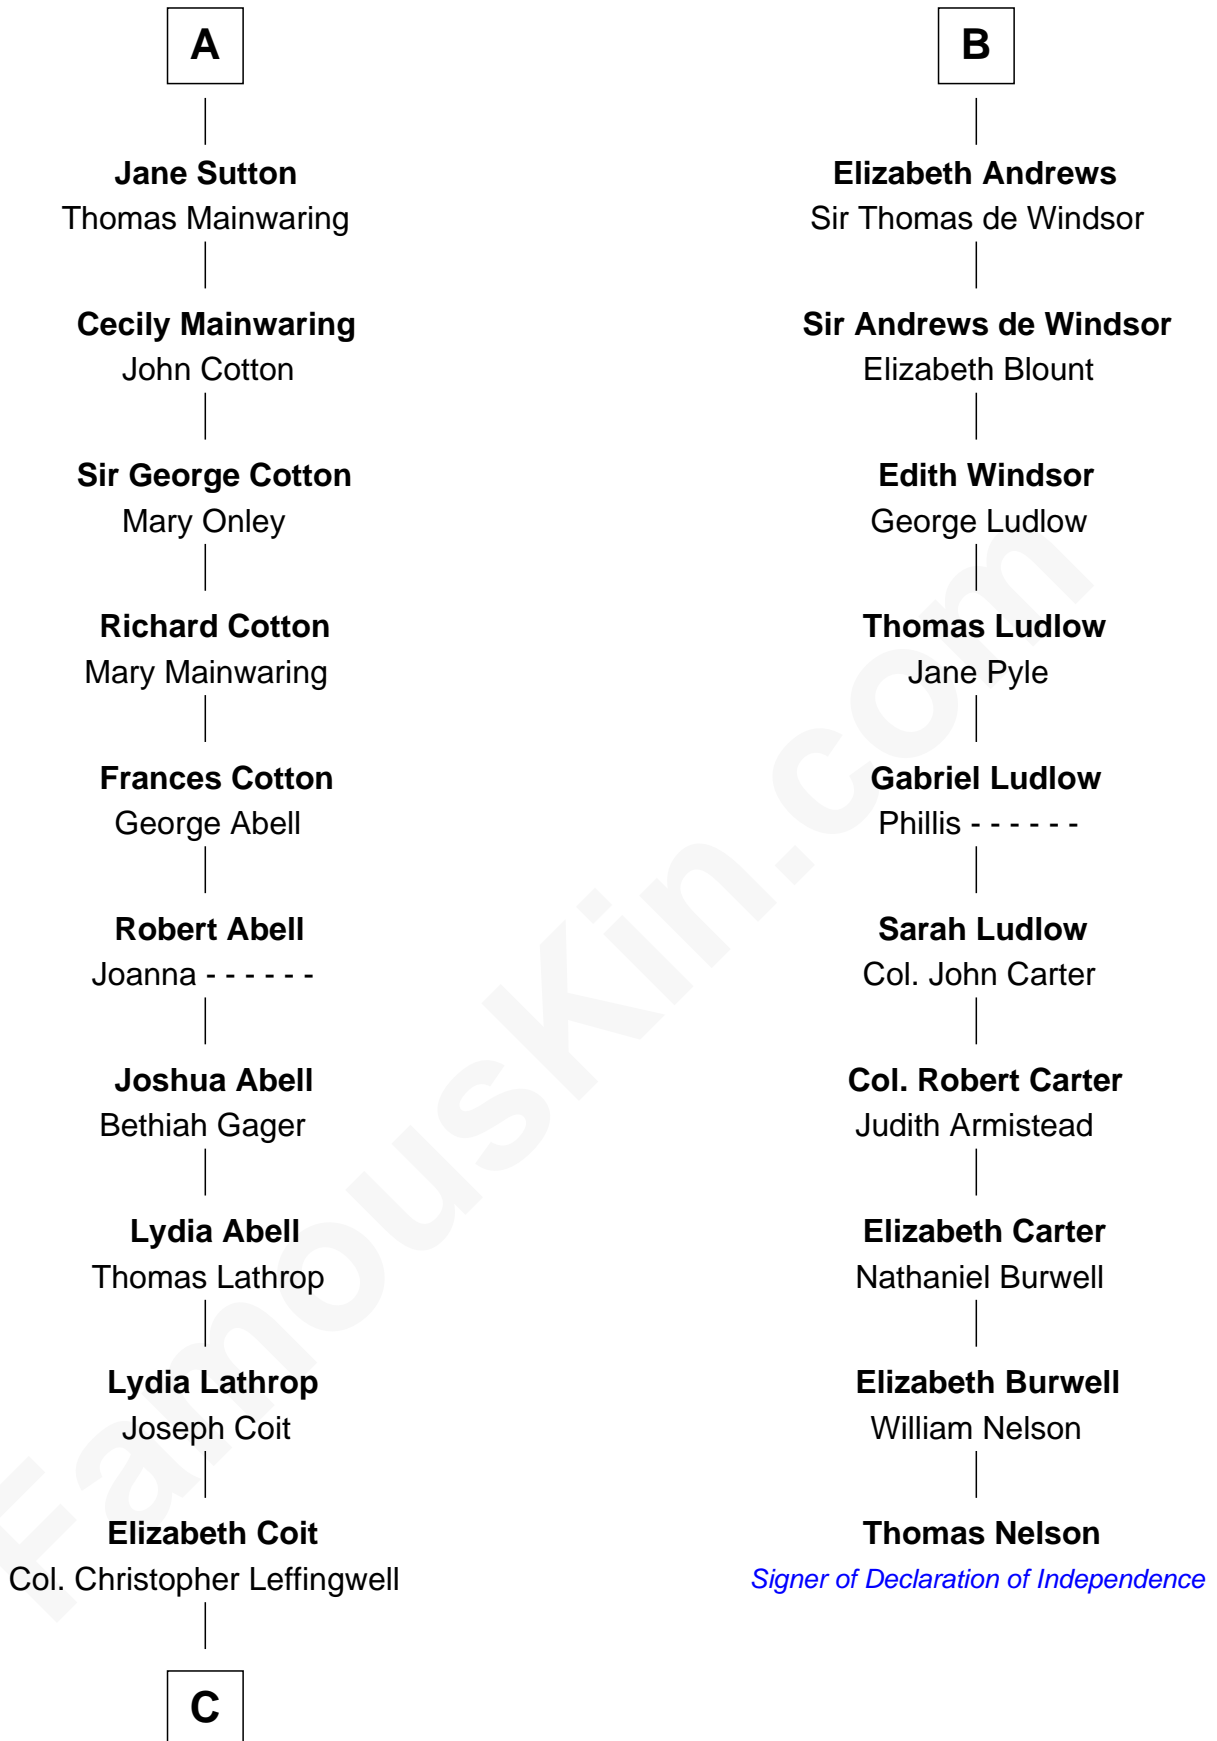 A
Jane Sutton
Thomas Mainwaring
Cecily Mainwaring
John Cotton
Sir George Cotton
Mary Onley
Richard Cotton
Mary Mainwaring
Frances Cotton
George Abell
Robert Abell
Joanna - - - - - -
Joshua Abell
Bethiah Gager
Lydia Abell
Thomas Lathrop
Lydia Lathrop
Joseph Coit
Elizabeth Coit
Col. Christopher Leffingwell
C
B
Elizabeth Andrews
Sir Thomas de Windsor
Sir Andrews de Windsor
Elizabeth Blount
Edith Windsor
George Ludlow
Thomas Ludlow
Jane Pyle
Gabriel Ludlow
Phillis - - - - - -
Sarah Ludlow
Col. John Carter
Col. Robert Carter
Judith Armistead
Elizabeth Carter
Nathaniel Burwell
Elizabeth Burwell
William Nelson
Thomas Nelson
Signer of Declaration of Independence
FamousKin.com